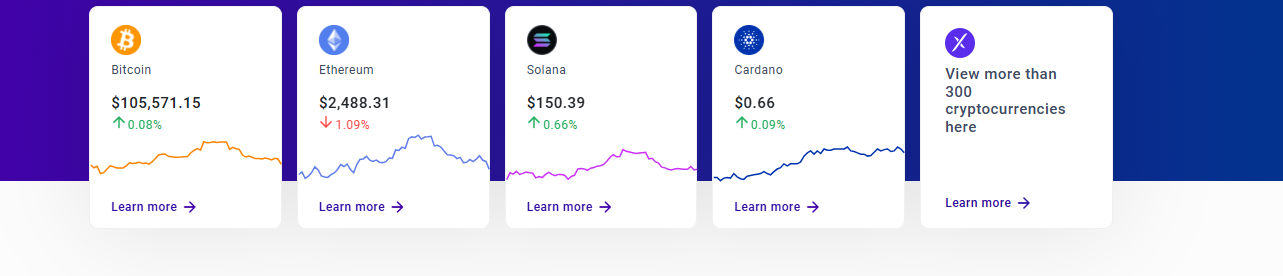 Bitcoin
$105,571.15
0.08%
Learn more
Ethereum
$2,488.31
1.09%
Learn more
Solana
$150.39
0.66%
Learn more
Cardano
$0.66
0.09%
Learn more
View more than
300
cryptocurrencies
here
Learn more